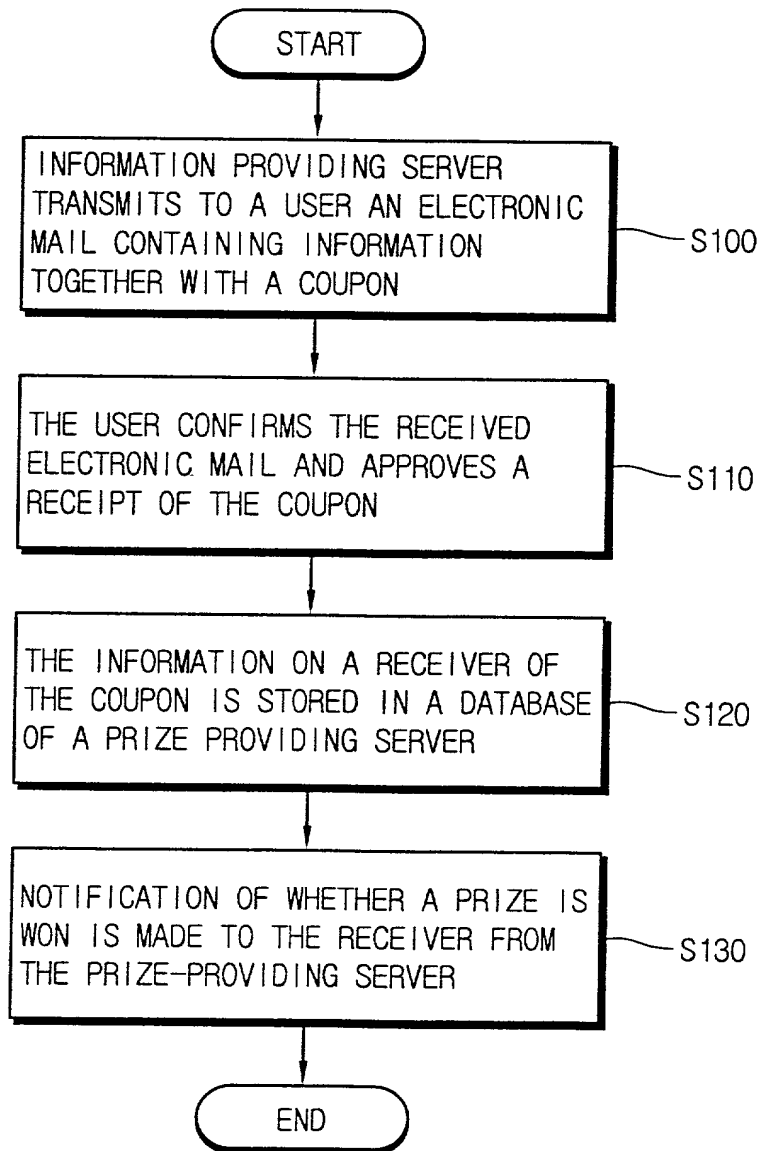 START
INFORMATION PROVIDING SERVER
TRANSMITS TO A USER AN ELECTRONIC
MAIL CONTAINING INFORMATION
TOGETHER WITH A COUPON
S100
THE USER CONFIRMS THE RECEIVED
ELECTRONIC MAIL AND APPROVES A
RECEIPT OF THE COUPON
S110
THE INFORMATION ON A RECEIVER OF
THE COUPON IS STORED IN A DATABASE
OF A PRIZE PROVIDING SERVER
S120
NOTIFICATION OF WHETHER A PRIZE IS
WON IS MADE TO THE RECEIVER FROM
THE PRIZE-PROVIDING SERVER
S130
END